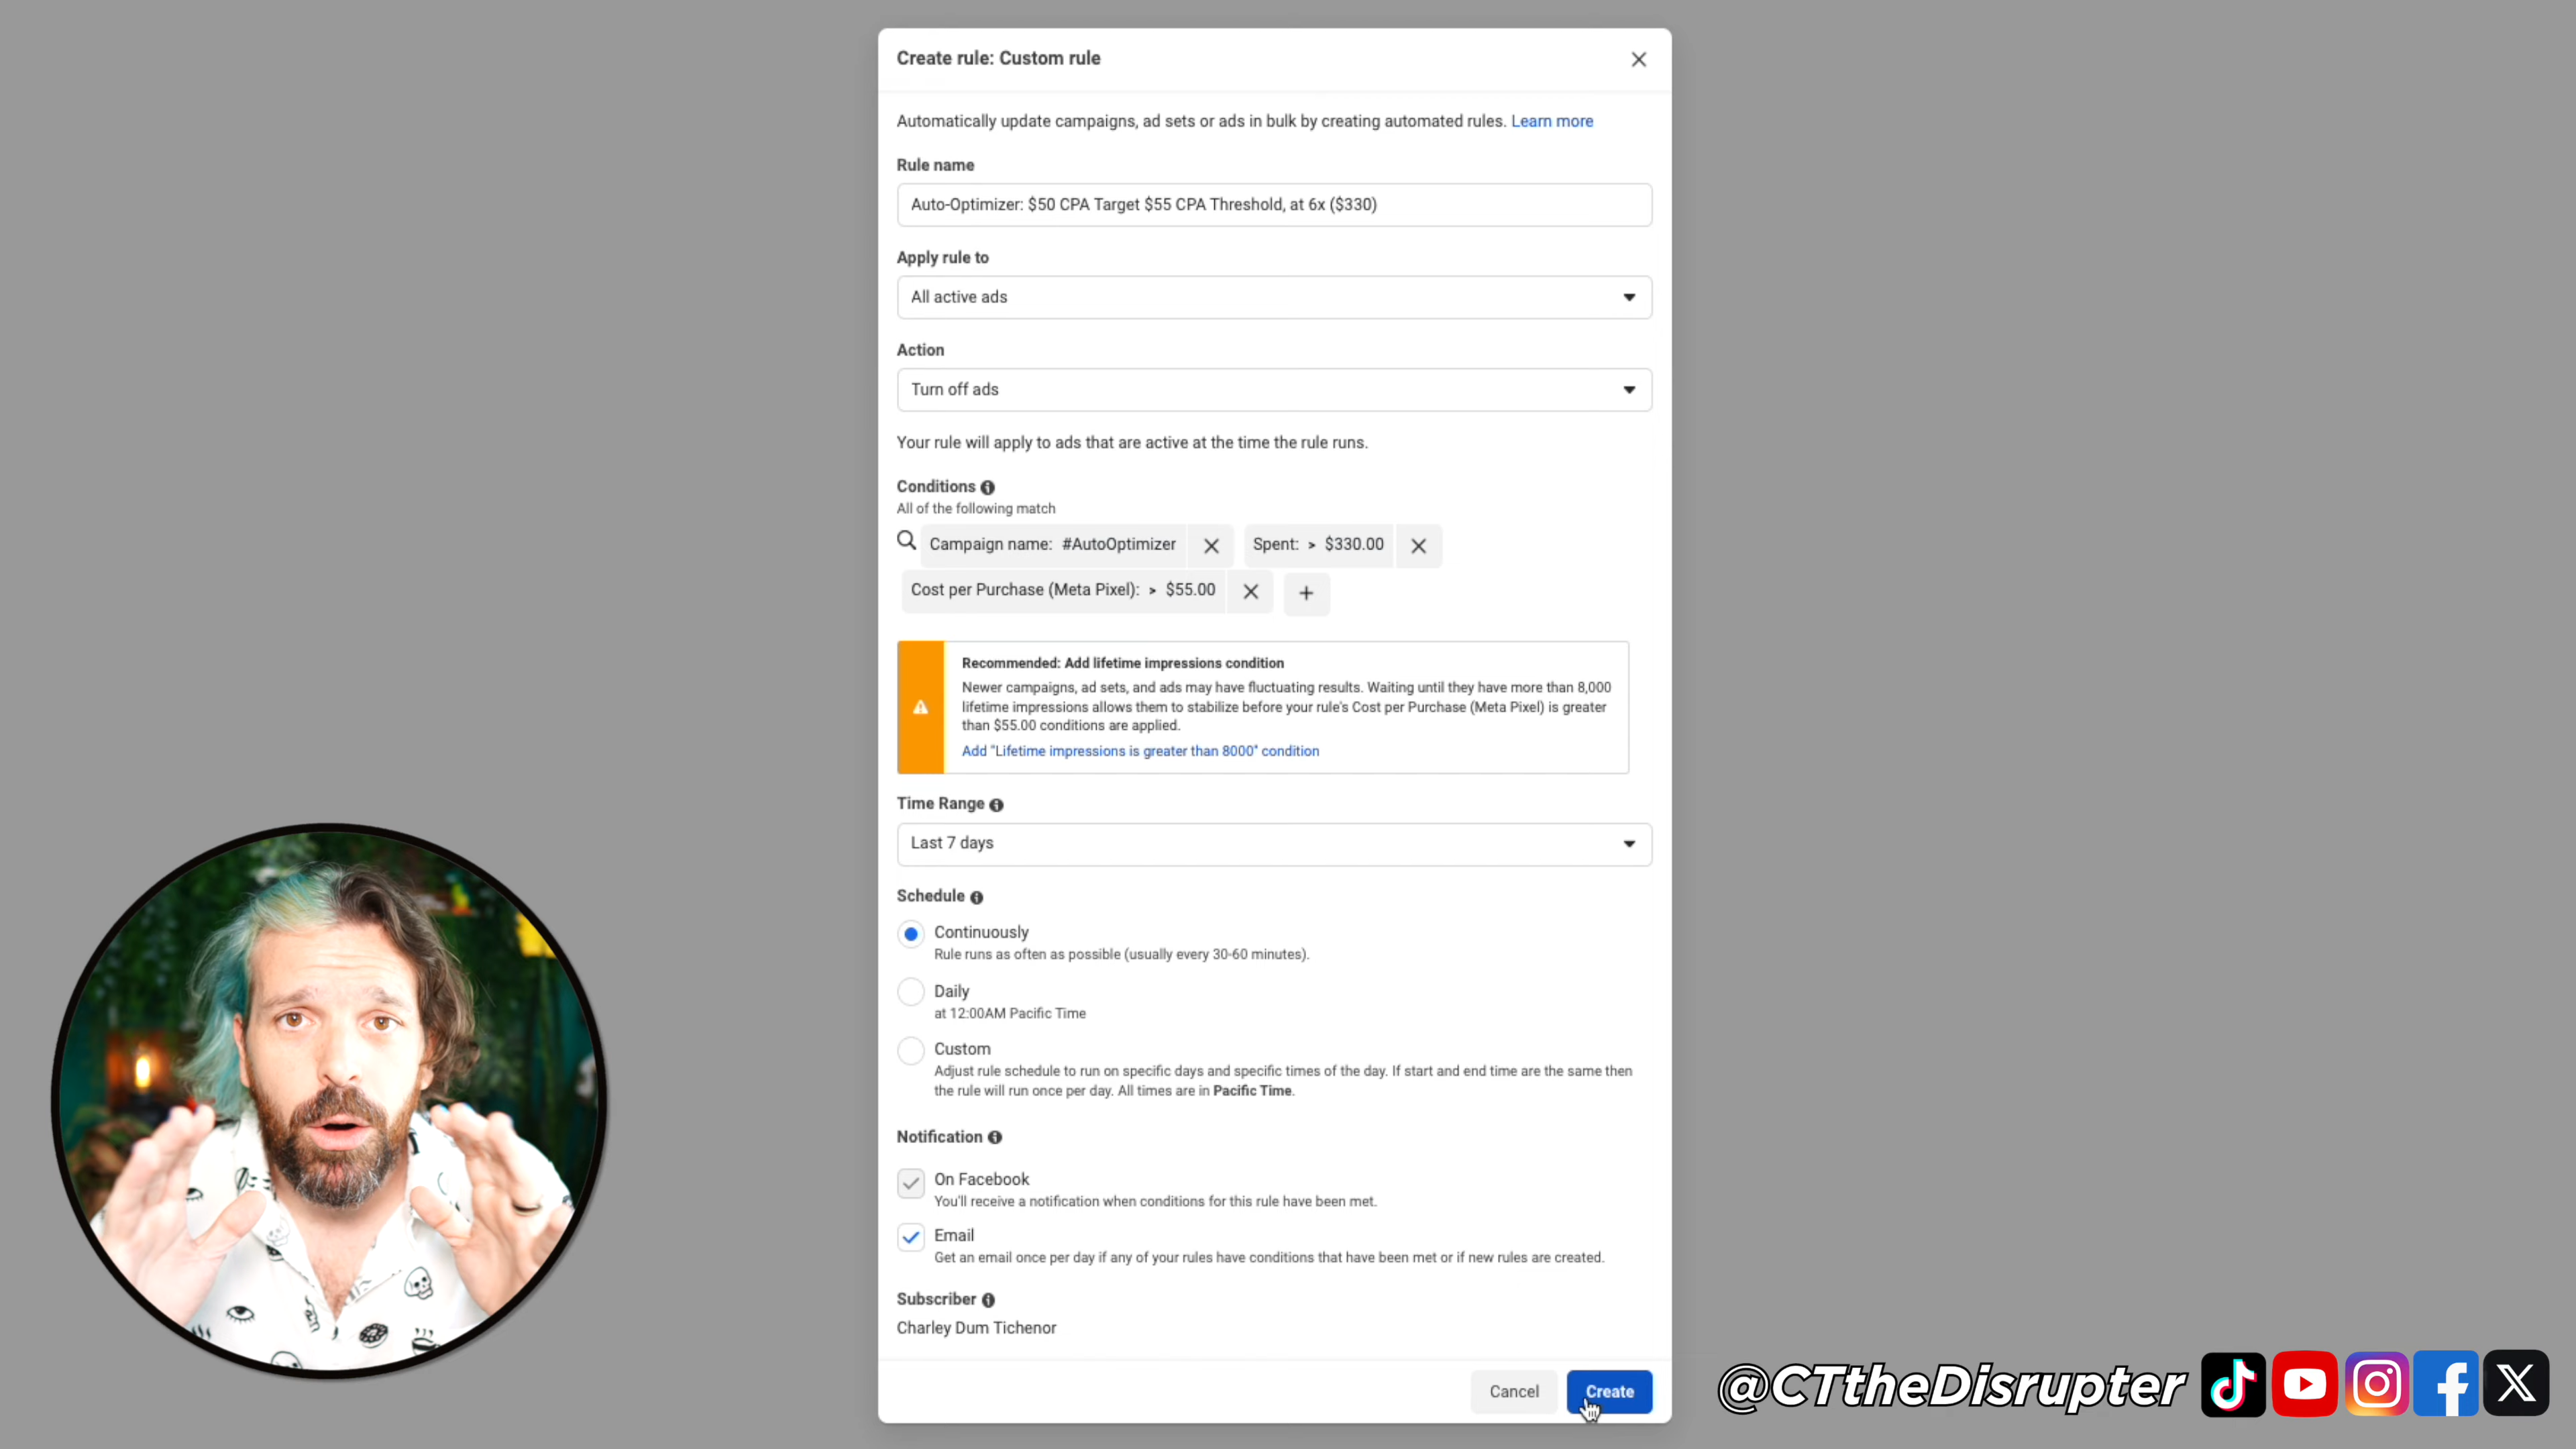 Create rule: Custom rule
Automatically update campaigns, ad sets or ads in bulk by creating automated rules. Learn more
Rule name
Auto-Optimizer: $50 CPA Target $55 CPA Threshold, at 6x ($330)
Apply rule to
All active ads
Action
Turn off ads
Your rule will apply to ads that are active at the time the rule runs.
Conditions
All of the following match
Campaign name: #AutoOptimizer
Spent: > $330.00
Cost per Purchase (Meta Pixel): > $55.00
Recommended: Add lifetime impressions condition
Newer campaigns, ad sets, and ads may have fluctuating results. Waiting until they have more than 8,000
lifetime impressions allows them to stabilize before your rule's Cost per Purchase (Meta Pixel) is greater
than $55.00 conditions are applied.
Add "Lifetime impressions is greater than 8000" condition
Time Range
Last 7 days
Schedule
Continuously
Rule runs as often as possible (usually every 30-60 minutes).
Daily
at 12:00AM Pacific Time
Custom
Adjust rule schedule to run on specific days and specific times of the day. If start and end time are the same then
the rule will run once per day. All times are in Pacific Time.
Notification
On Facebook
You'll receive a notification when conditions for this rule have been met.
Email
Get an email once per day if any of your rules have conditions that have been met or if new rules are created.
Subscriber
Charley Dum Tichenor
Cancel
Create
@CTtheDisrupter